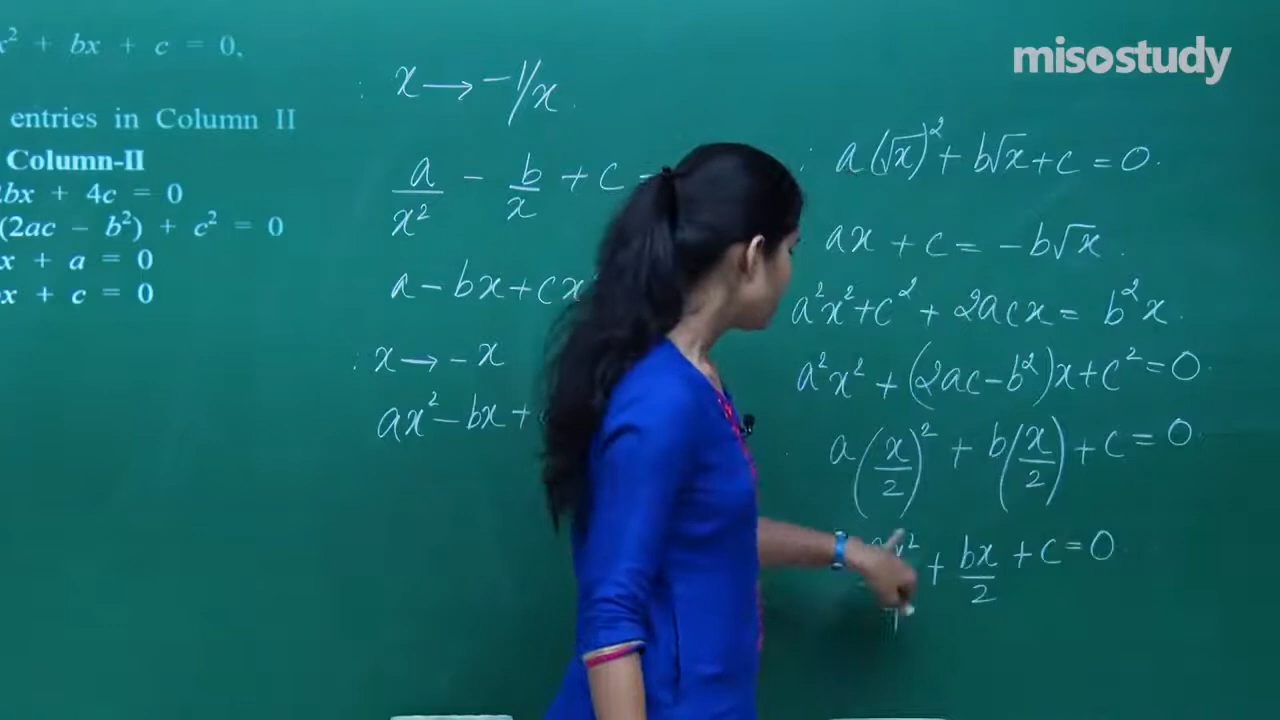 misostudy
x² + bx + c = 0,
entries in Column II
Column-II
bx + 4c = 0
(2ac − b²) + c² = 0
x + a = 0
x + c = 0
: x → −1/x.
a/x² − b/x + c
a − bx + cx
: x → −x
ax² − bx +
: a(√x)² + b√x + c = 0.
ax + c = −b√x.
a²x² + c² + 2acx = b²x.
a²x² + (2ac − b²)x + c² = 0.
a(x/2)² + b(x/2) + c = 0
+ bx/2 + c = 0